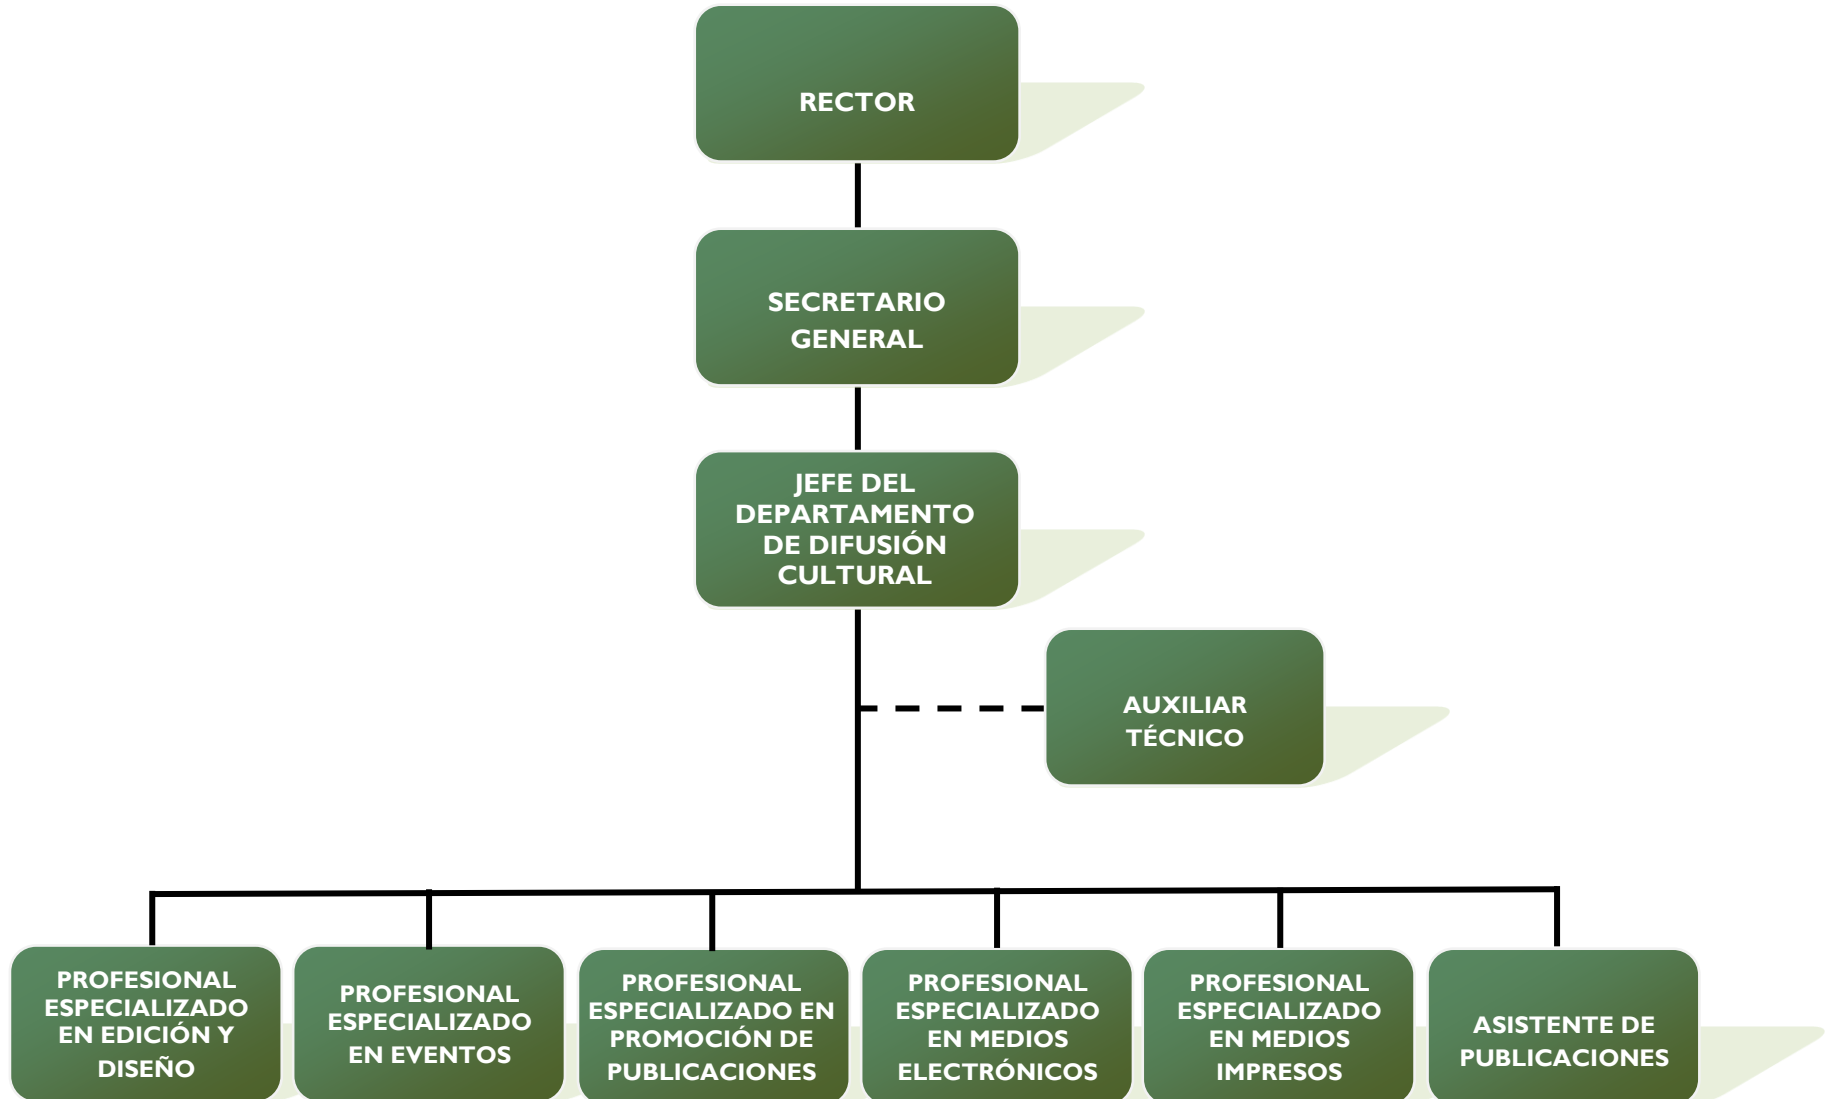 RECTOR
SECRETARIO
GENERAL
JEFE DEL
DEPARTAMENTO
DE DIFUSIÓN
CULTURAL
AUXILIAR
TÉCNICO
PROFESIONAL
ESPECIALIZADO
EN EDICIÓN Y
DISEÑO
PROFESIONAL
ESPECIALIZADO
EN EVENTOS
PROFESIONAL
ESPECIALIZADO EN
PROMOCIÓN DE
PUBLICACIONES
PROFESIONAL
ESPECIALIZADO
EN MEDIOS
ELECTRÓNICOS
PROFESIONAL
ESPECIALIZADO
EN MEDIOS
IMPRESOS
ASISTENTE DE
PUBLICACIONES